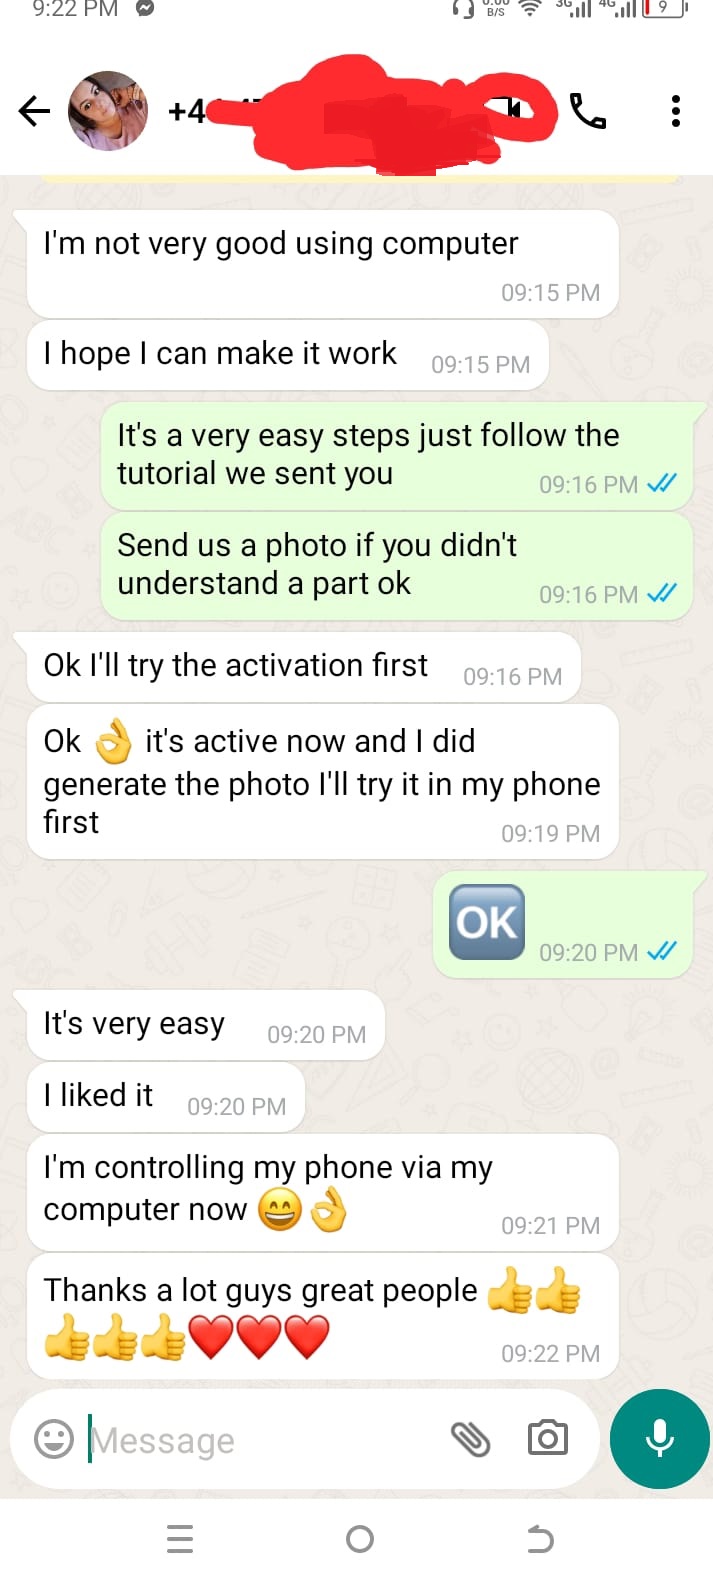 9:22 PM
B/S 3G 4G 9
+4
I'm not very good using computer
09:15 PM
I hope I can make it work 09:15 PM
It's a very easy steps just follow the
tutorial we sent you 09:16 PM
Send us a photo if you didn't
understand a part ok 09:16 PM
Ok I'll try the activation first 09:16 PM
Ok 👌 it's active now and I did
generate the photo I'll try it in my phone
first 09:19 PM
🆗 09:20 PM
It's very easy 09:20 PM
I liked it 09:20 PM
I'm controlling my phone via my
computer now 😄👌 09:21 PM
Thanks a lot guys great people 👍👍
👍👍👍❤️❤️❤️ 09:22 PM
Message